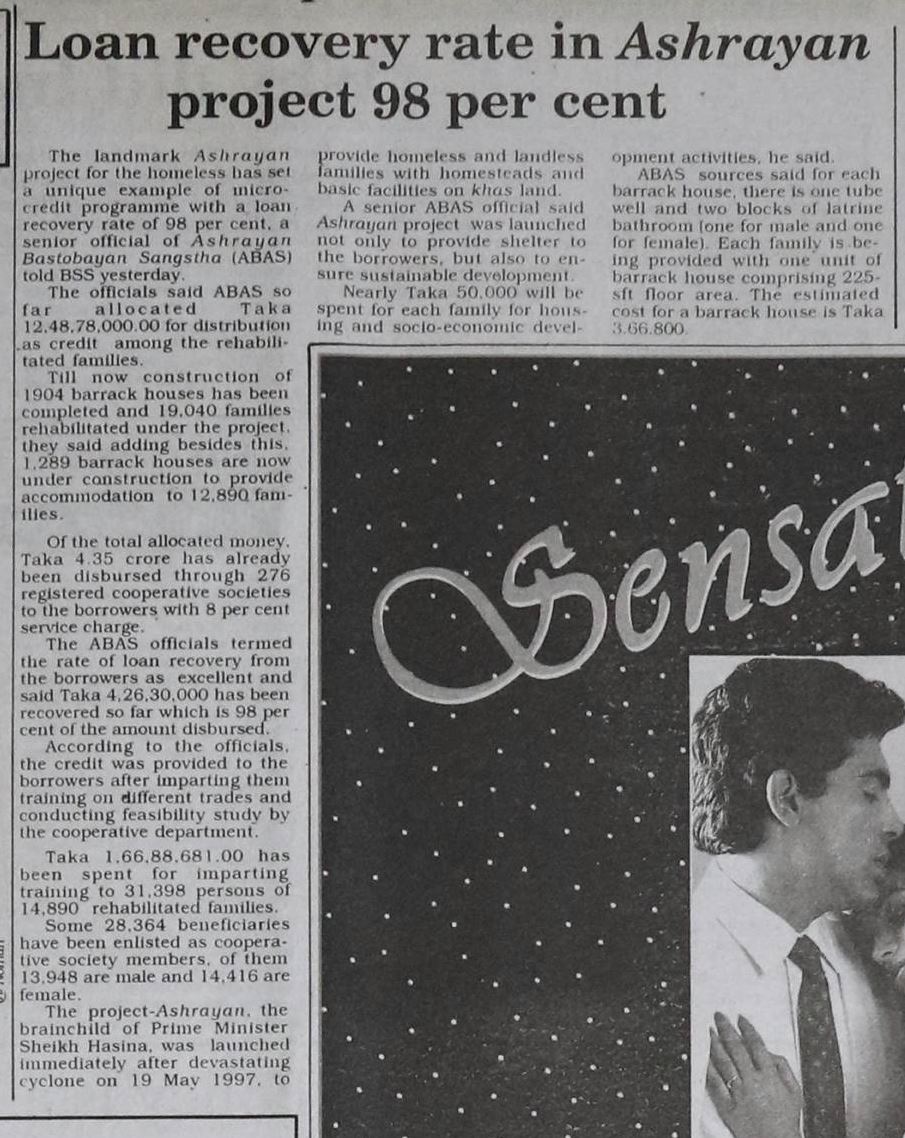 Loan recovery rate in Ashrayan
project 98 per cent
The landmark Ashrayan
project for the homeless has set
a unique example of micro-
credit programme with a loan
recovery rate of 98 per cent, a
senior official of Ashrayan
Bastobayan Sangstha (ABAS)
told BSS yesterday.
The officials said ABAS so
far allocated Taka
12,48,78,000.00 for distribution
as credit among the rehabili-
tated families.
Till now construction of
1904 barrack houses has been
completed and 19,040 families
rehabilitated under the project,
they said adding besides this,
1,289 barrack houses are now
under construction to provide
accommodation to 12,890 fam-
ilies.
Of the total allocated money,
Taka 4.35 crore has already
been disbursed through 276
registered cooperative societies
to the borrowers with 8 per cent
service charge.
The ABAS officials termed
the rate of loan recovery from
the borrowers as excellent and
said Taka 4,26,30,000 has been
recovered so far which is 98 per
cent of the amount disbursed.
According to the officials,
the credit was provided to the
borrowers after imparting them
training on different trades and
conducting feasibility study by
the cooperative department.
Taka 1,66,88,681.00 has
been spent for imparting
training to 31,398 persons of
14,890 rehabilitated families.
Some 28,364 beneficiaries
have been enlisted as coopera-
tive society members, of them
13,948 are male and 14,416 are
female.
The project-Ashrayan, the
brainchild of Prime Minister
Sheikh Hasina, was launched
immediately after devastating
cyclone on 19 May 1997, to
provide homeless and landless
families with homesteads and
basic facilities on khas land.
A senior ABAS official said
Ashrayan project was launched
not only to provide shelter to
the borrowers, but also to en-
sure sustainable development.
Nearly Taka 50,000 will be
spent for each family for hous-
ing and socio-economic devel-
opment activities, he said.
ABAS sources said for each
barrack house, there is one tube
well and two blocks of latrine
bathroom (one for male and one
for female). Each family is be-
ing provided with one unit of
barrack house comprising 225-
sft floor area. The estimated
cost for a barrack house is Taka
3,66,800.
Sensat